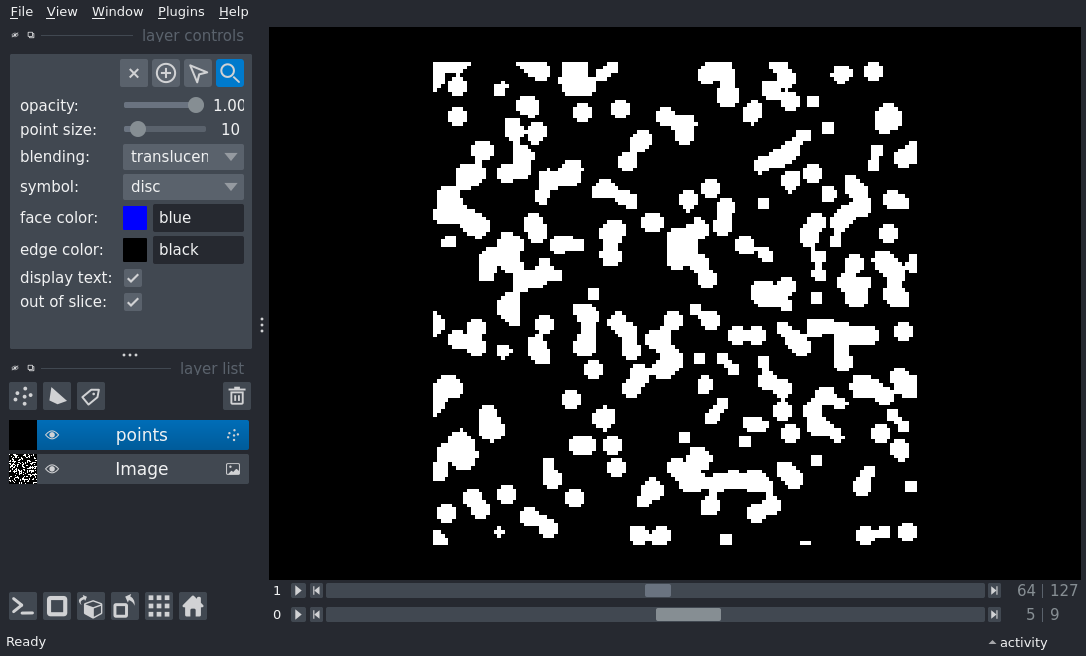 File View Window Plugins Help
layer controls
opacity: 1.00
point size: 10
blending: translucen
symbol: disc
face color: blue
edge color: black
display text:
out of slice:
layer list
points
Image
1 64 | 127
0 5 | 9
Ready activity